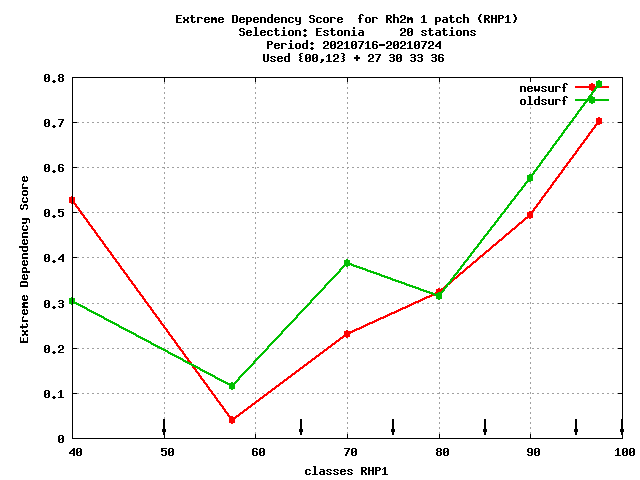 Extreme Dependency Score  for Rh2m 1 patch (RHP1)
Selection: Estonia     20 stations
Period: 20210716-20210724
Used {00,12} + 27 30 33 36
newsurf
oldsurf
0.8
0.7
0.6
0.5
0.4
0.3
0.2
0.1
0
Extreme Dependency Score
40 50 60 70 80 90 100
classes RHP1